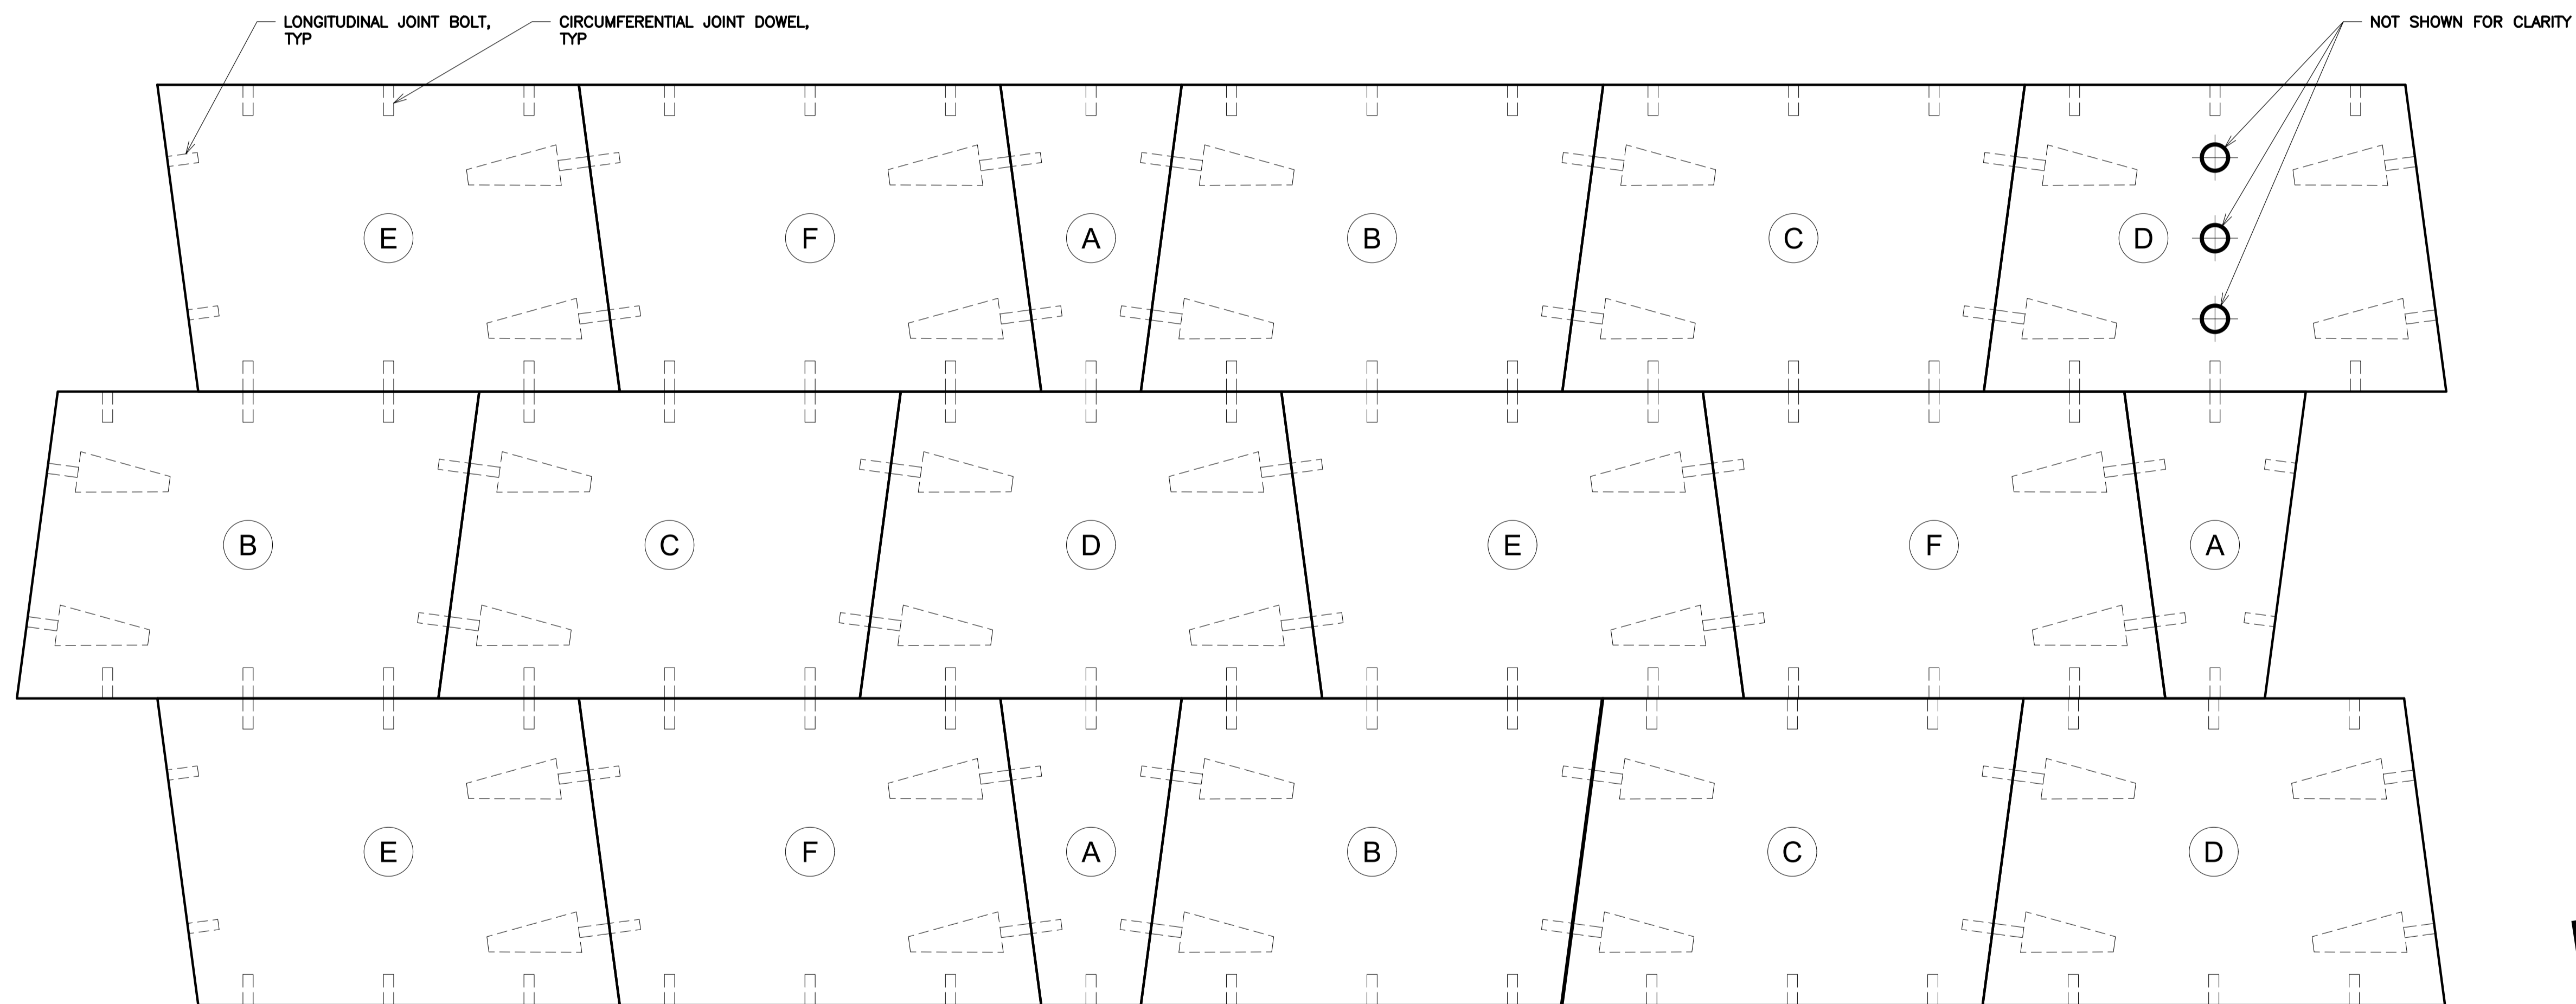 LONGITUDINAL JOINT BOLT,
TYP
CIRCUMFERENTIAL JOINT DOWEL,
TYP
NOT SHOWN FOR CLARITY
E
F
A
B
C
D
B
C
D
E
F
A
E
F
A
B
C
D